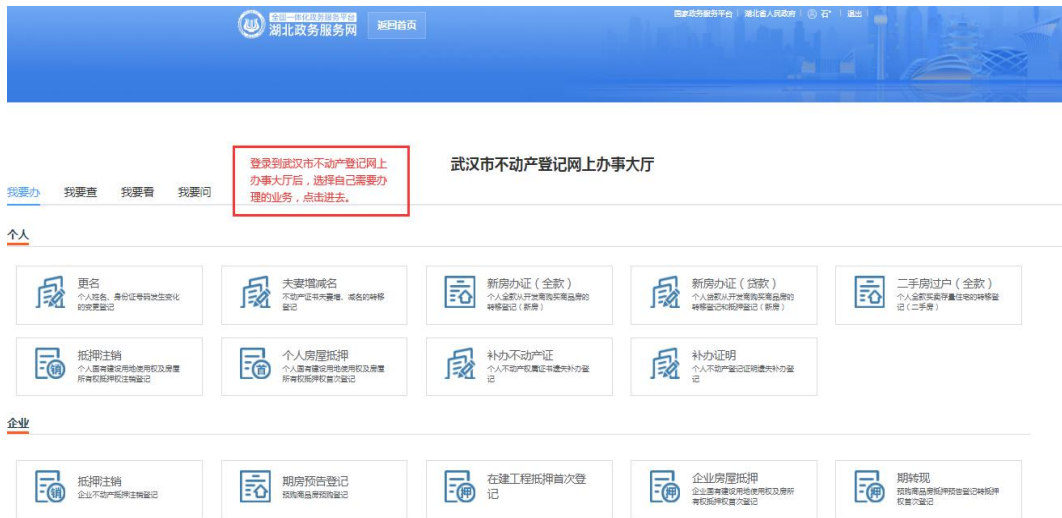 全国一体化政务服务平台
湖北政务服务网
返回首页
国家政务服务平台
湖北省人民政府
石*
退出
登录到武汉市不动产登记网上
办事大厅后，选择自己需要办
理的业务，点击进去。
武汉市不动产登记网上办事大厅
我要办 我要查 我要看 我要问
个人
更名
个人姓名、身份证号码发生变化
的变更登记
夫妻增减名
不动产证书夫妻增、减名的转移
登记
新房办证（全款）
个人全款从开发商购买商品房的
转移登记（新房）
新房办证（贷款）
个人贷款从开发商购买商品房的
转移登记和抵押登记（新房）
二手房过户（全款）
个人全款买卖存量住宅的转移登
记（二手房）
销
抵押注销
个人国有建设用地使用权及房屋
所有权抵押权注销登记
首
个人房屋抵押
个人国有建设用地使用权及房屋
所有权抵押权首次登记
补办不动产证
个人不动产权属证书遗失补办登
记
补办证明
个人不动产登记证明遗失补办登
记
企业
销
抵押注销
企业不动产抵押注销登记
期房预告登记
预购商品房预购登记
押
在建工程抵押首次登
记
押
企业房屋抵押
企业国有建设用地使用权及房所
有权抵押权首次登记
押
期转现
预购商品房抵押预告登记转抵押
权首次登记